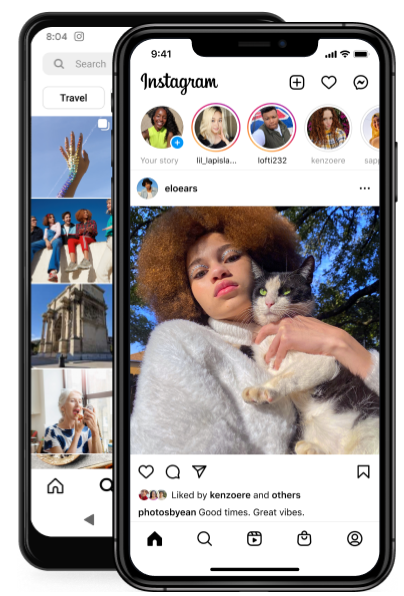 8:04
Search
Travel
9:41
Instagram
Your story
lil_lapisla...
lofti232
kenzoere
sapp
eloears
Liked by kenzoere and others
photosbyean Good times. Great vibes.